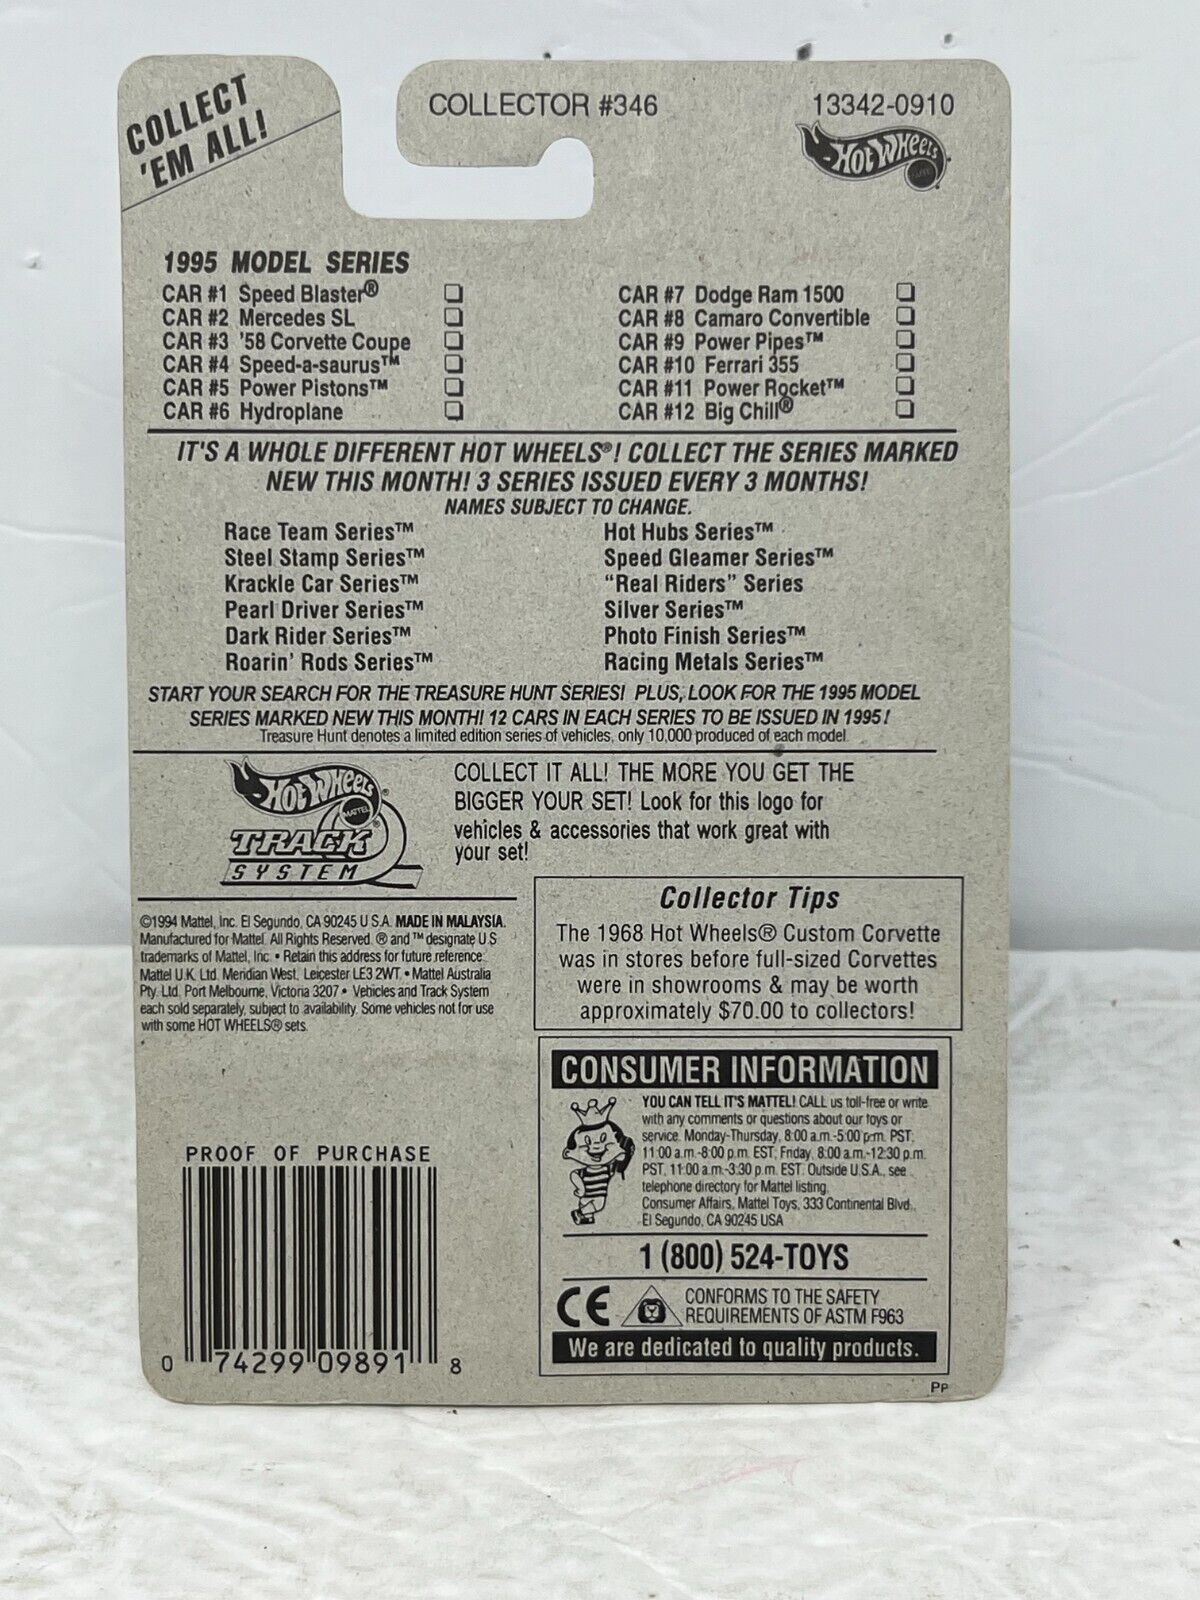 COLLECT
'EM ALL!
COLLECTOR #346
13342-0910
Hot Wheels
1995 MODEL SERIES
CAR #1 Speed Blaster®
CAR #2 Mercedes SL
CAR #3 '58 Corvette Coupe
CAR #4 Speed-a-saurus™
CAR #5 Power Pistons™
CAR #6 Hydroplane
CAR #7 Dodge Ram 1500
CAR #8 Camaro Convertible
CAR #9 Power Pipes™
CAR #10 Ferrari 355
CAR #11 Power Rocket™
CAR #12 Big Chill®
IT'S A WHOLE DIFFERENT HOT WHEELS®! COLLECT THE SERIES MARKED
NEW THIS MONTH! 3 SERIES ISSUED EVERY 3 MONTHS!
NAMES SUBJECT TO CHANGE.
Race Team Series™
Steel Stamp Series™
Krackle Car Series™
Pearl Driver Series™
Dark Rider Series™
Roarin' Rods Series™
Hot Hubs Series™
Speed Gleamer Series™
"Real Riders" Series
Silver Series™
Photo Finish Series™
Racing Metals Series™
START YOUR SEARCH FOR THE TREASURE HUNT SERIES! PLUS, LOOK FOR THE 1995 MODEL
SERIES MARKED NEW THIS MONTH! 12 CARS IN EACH SERIES TO BE ISSUED IN 1995!
Treasure Hunt denotes a limited edition series of vehicles, only 10,000 produced of each model.
Hot Wheels®
MATTEL
TRACK®
SYSTEM
COLLECT IT ALL! THE MORE YOU GET THE
BIGGER YOUR SET! Look for this logo for
vehicles & accessories that work great with
your set!
©1994 Mattel, Inc. El Segundo, CA 90245 U.S.A. MADE IN MALAYSIA.
Manufactured for Mattel. All Rights Reserved. ® and ™ designate U.S.
trademarks of Mattel, Inc. • Retain this address for future reference:
Mattel U.K. Ltd. Meridian West, Leicester LE3 2WT. • Mattel Australia
Pty. Ltd. Port Melbourne, Victoria 3207 • Vehicles and Track System
each sold separately, subject to availability. Some vehicles not for use
with some HOT WHEELS® sets.
Collector Tips
The 1968 Hot Wheels® Custom Corvette
was in stores before full-sized Corvettes
were in showrooms & may be worth
approximately $70.00 to collectors!
CONSUMER INFORMATION
YOU CAN TELL IT'S MATTEL! CALL us toll-free or write
with any comments or questions about our toys or
service. Monday-Thursday, 8:00 a.m.-5:00 p.m. PST,
11:00 a.m.-8:00 p.m. EST; Friday, 8:00 a.m.-12:30 p.m.
PST, 11:00 a.m.-3:30 p.m. EST. Outside U.S.A., see
telephone directory for Mattel listing.
Consumer Affairs, Mattel Toys, 333 Continental Blvd.,
El Segundo, CA 90245 USA
1 (800) 524-TOYS
CE
CONFORMS TO THE SAFETY
REQUIREMENTS OF ASTM F963
We are dedicated to quality products.
PROOF OF PURCHASE
0 74299 09891 8
PP